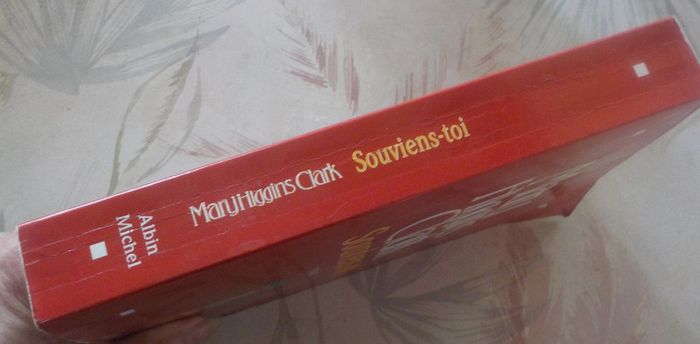 Albin
Michel
Mary Higgins Clark
Souviens-toi